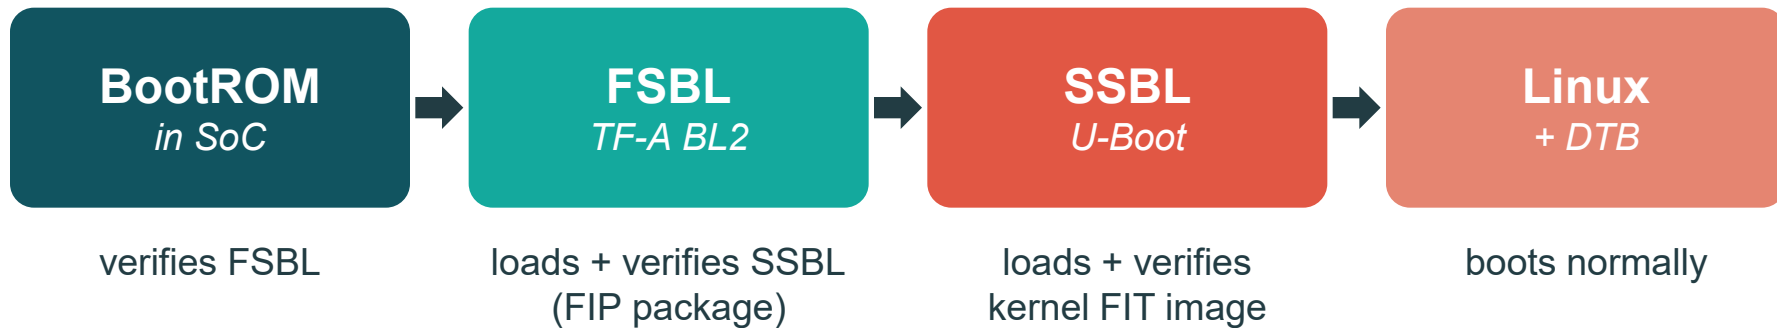 BootROM
in SoC
FSBL
TF-A BL2
SSBL
U-Boot
Linux
+ DTB
verifies FSBL
loads + verifies SSBL
(FIP package)
loads + verifies
kernel FIT image
boots normally